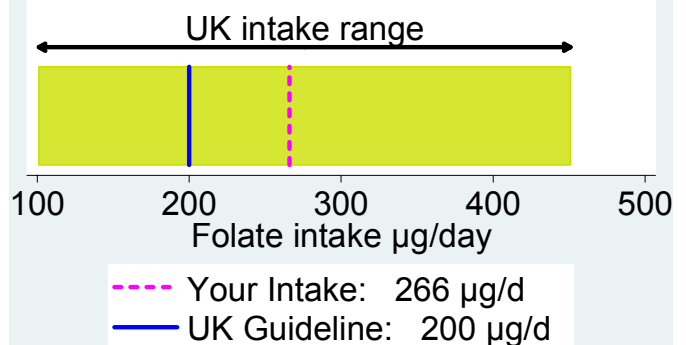 UK intake range
100 200 300 400 500
Folate intake µg/day
Your Intake: 266 µg/d
UK Guideline: 200 µg/d